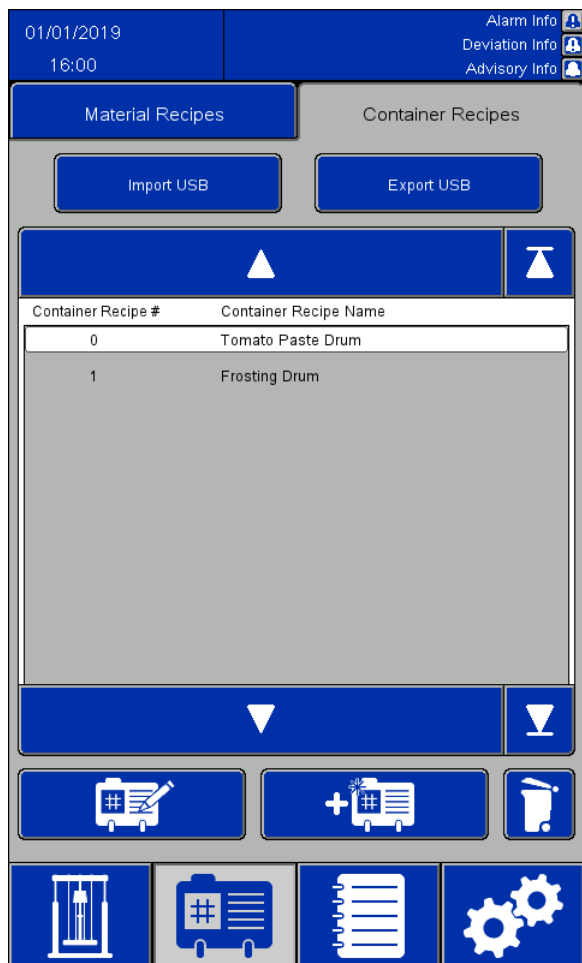 01/01/2019
16:00
Alarm Info
Deviation Info
Advisory Info
Material Recipes
Container Recipes
Import USB
Export USB
Container Recipe # Container Recipe Name
0 Tomato Paste Drum
1 Frosting Drum